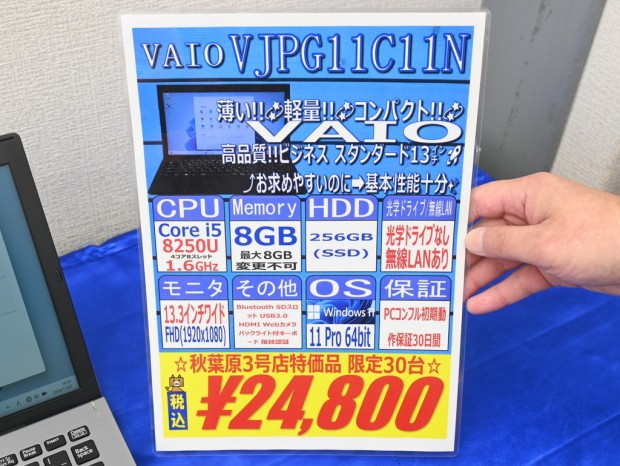 VAIO VJPG11C11N
薄い!!軽量!!コンパクト!!
VAIO
高品質!!ビジネス スタンダード13インチ
お求めやすいのに➡基本性能十分
CPU
Core i5
8250U
4コア8スレッド
1.6GHz
Memory
8GB
最大8GB
変更不可
HDD
256GB
(SSD)
光学ドライブ/無線LAN
光学ドライブなし
無線LANあり
モニタ
13.3インチワイド
FHD(1920x1080)
その他
Bluetooth SDスロ
ット USB3.0
HDMI Webカメラ
バックライト付キーボ
ード 指紋認証
OS
Windows 11
11 Pro 64bit
保証
PCコンフル初期動
作保証30日間
☆秋葉原3号店特価品 限定30台☆
税込
¥24,800
Pause
Break
Insert
Delete
Back
space